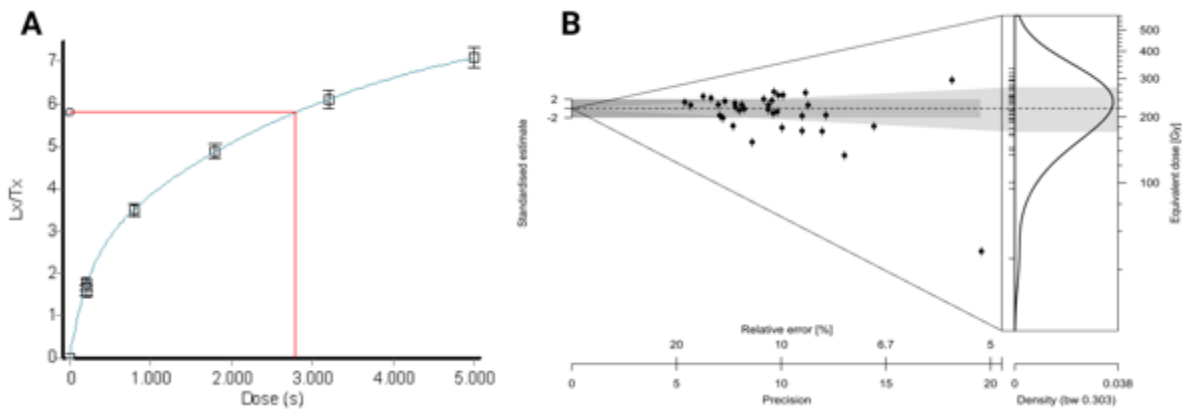 A
Lx/Tx
7
6
5
4
3
2
1
0
0 1.000 2.000 3.000 4.000 5.000
Dose (s)
B
Standardised estimate
2
-2
Relative error [%]
20 10 6.7 5
0 5 10 15 20
Precision
500
400
300
200
100
Equivalent dose [Gy]
0 0.038
Density (bw 0.303)